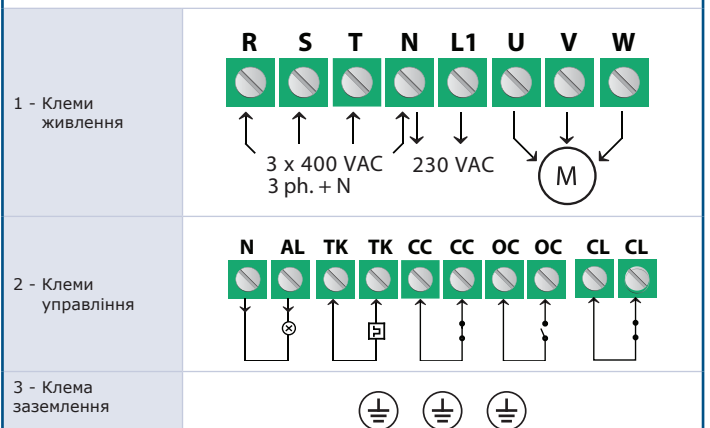 R S T N L1 U V W
1 - Клеми
живлення
3 x 400 VAC 230 VAC
3 ph. + N
M
N AL TK TK CC CC OC OC CL CL
2 - Клеми
управління
3 - Клема
заземлення